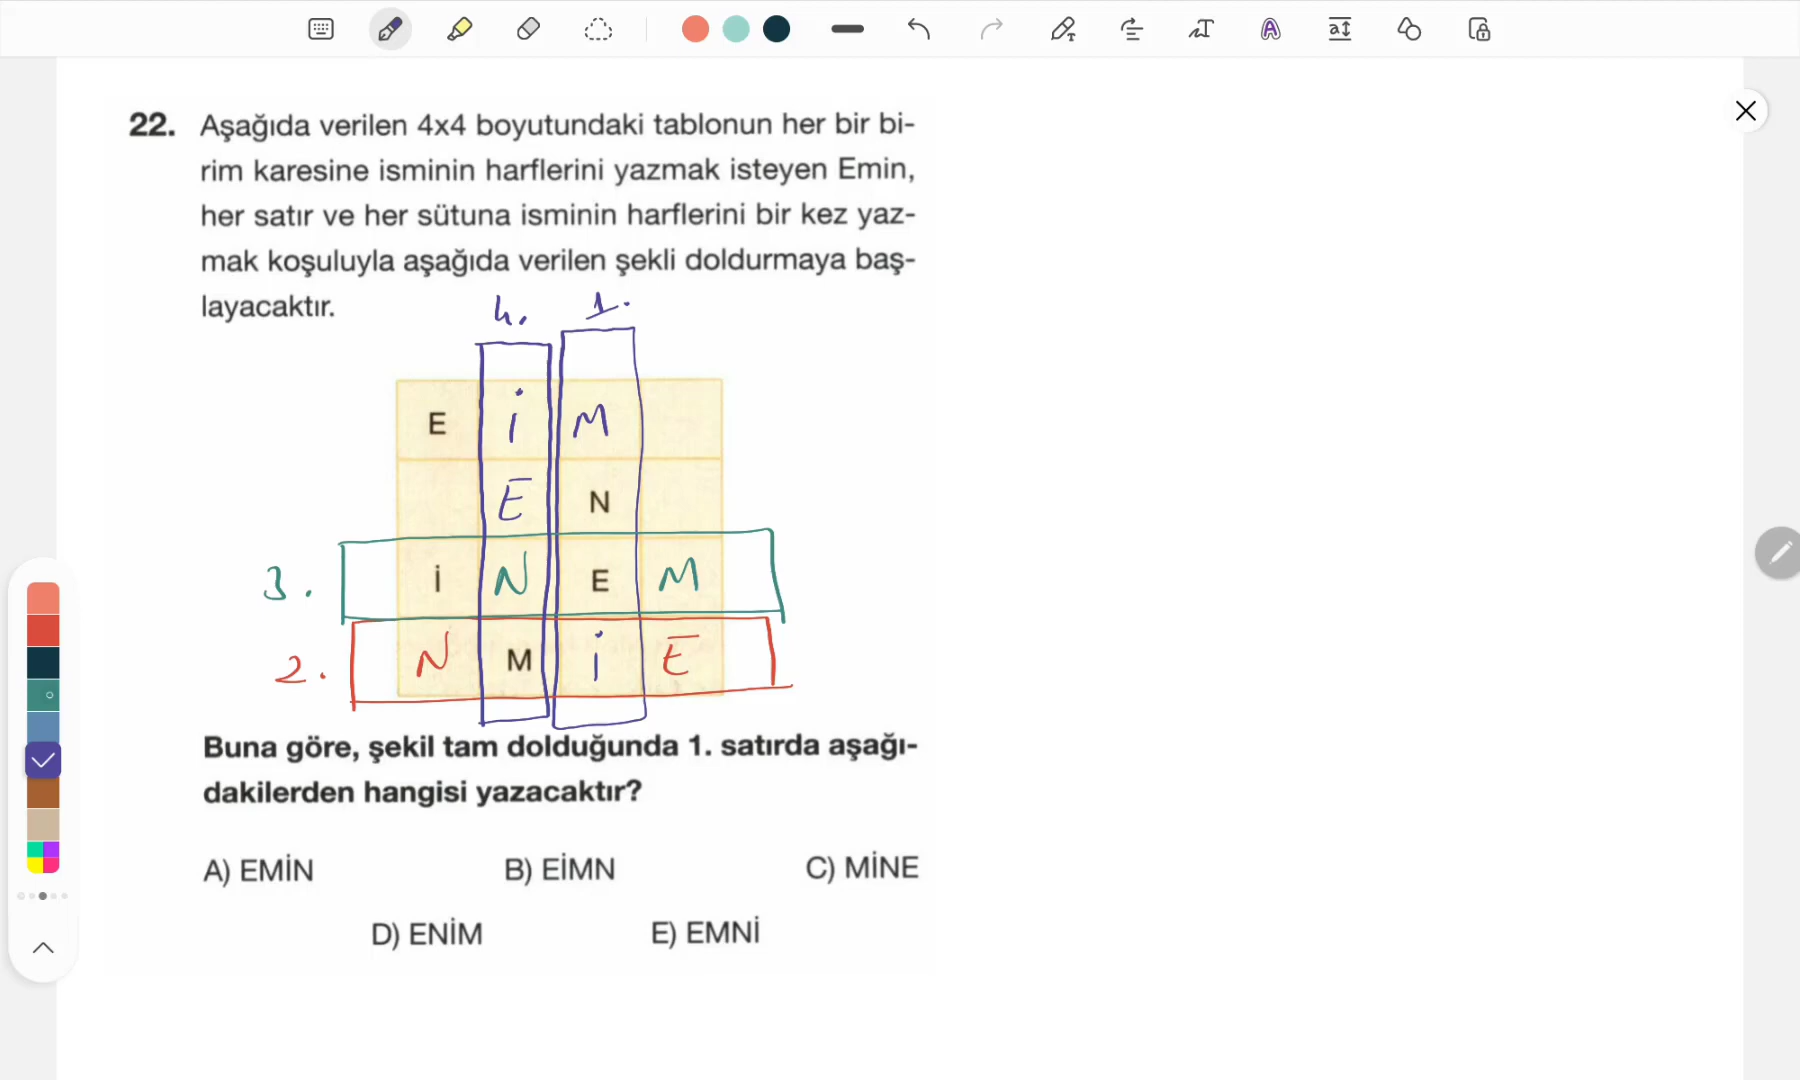 22. Aşağıda verilen 4x4 boyutundaki tablonun her bir bi-
rim karesine isminin harflerini yazmak isteyen Emin,
her satır ve her sütuna isminin harflerini bir kez yaz-
mak koşuluyla aşağıda verilen şekli doldurmaya baş-
layacaktır.
4. 1.
E İ M
E N
3. İ N E M
2. N M İ E
Buna göre, şekil tam dolduğunda 1. satırda aşağı-
dakilerden hangisi yazacaktır?
A) EMİN B) EİMN C) MİNE
D) ENİM E) EMNİ